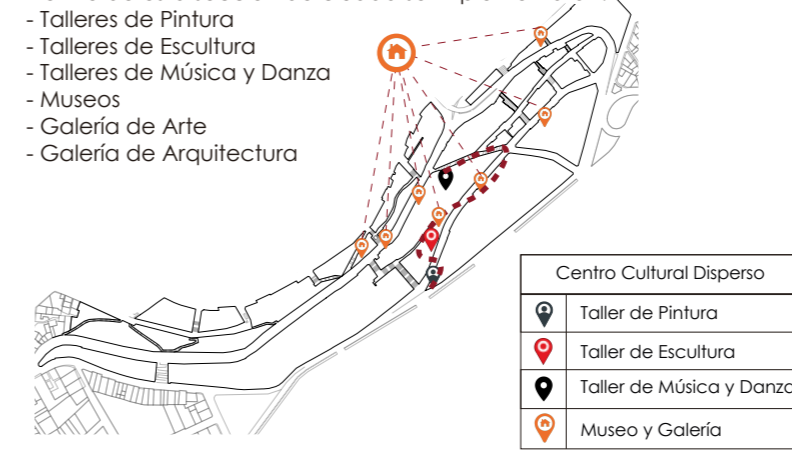 - Talleres de Pintura
- Talleres de Escultura
- Talleres de Música y Danza
- Museos
- Galería de Arte
- Galería de Arquitectura
Centro Cultural Disperso
Taller de Pintura
Taller de Escultura
Taller de Música y Danza
Museo y Galería